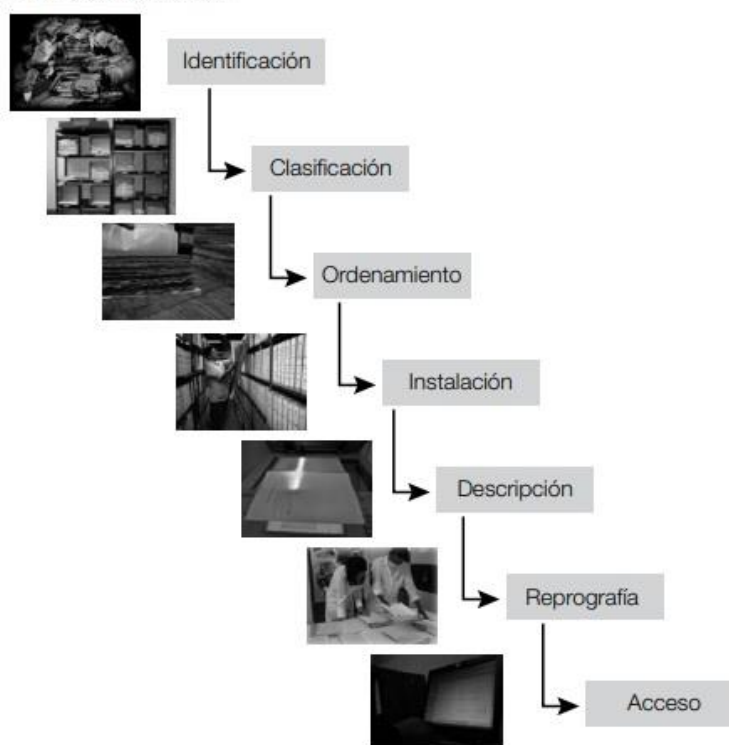 Identificación
Clasificación
Ordenamiento
Instalación
Descripción
Reprografía
Acceso